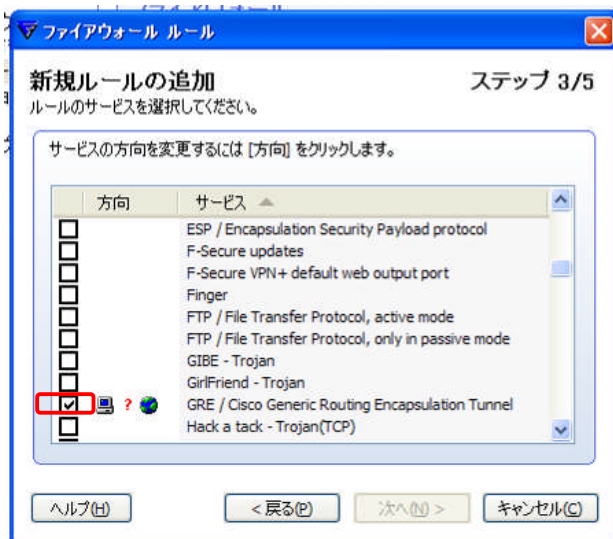 ファイアウォール ルール
新規ルールの追加
ステップ 3/5
ルールのサービスを選択してください。
サービスの方向を変更するには [方向] をクリックします。
方向 サービス
ESP / Encapsulation Security Payload protocol
F-Secure updates
F-Secure VPN+ default web output port
Finger
FTP / File Transfer Protocol, active mode
FTP / File Transfer Protocol, only in passive mode
GIBE - Trojan
GirlFriend - Trojan
? GRE / Cisco Generic Routing Encapsulation Tunnel
Hack a tack - Trojan(TCP)
ヘルプ(H) < 戻る(P) 次へ(N) > キャンセル(C)